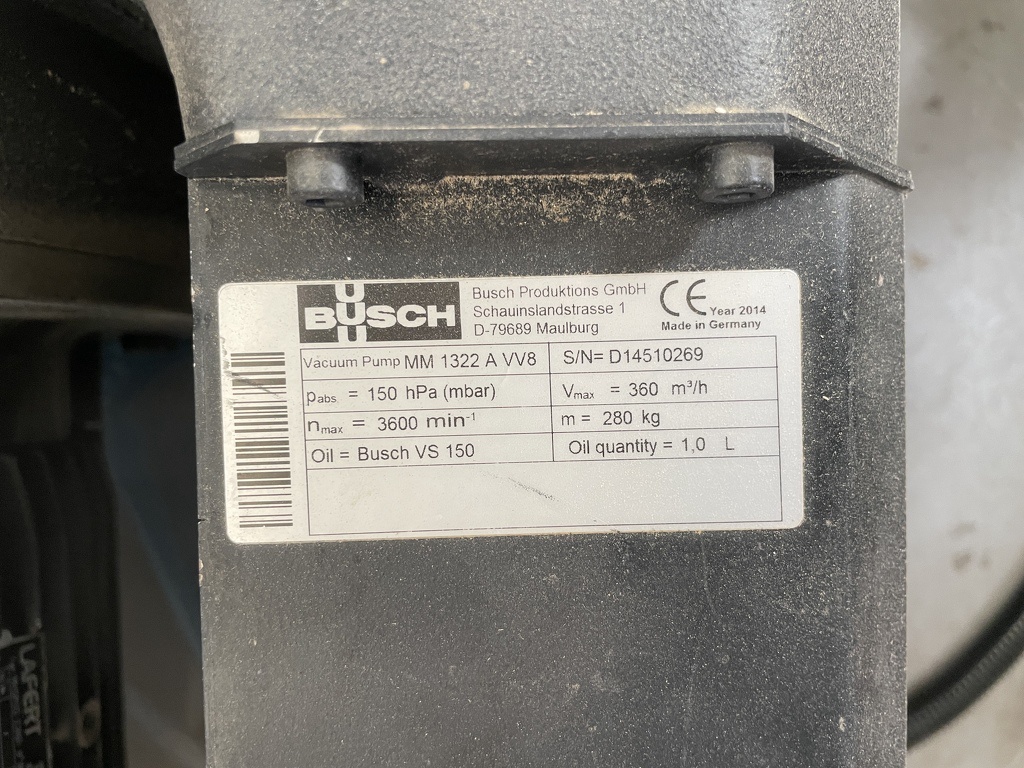 BUSCH
Busch Produktions GmbH
Schauinslandstrasse 1
D-79689 Maulburg
CE Year 2014
Made in Germany
Vacuum Pump MM 1322 A VV8
S/N= D14510269
pabs = 150 hPa (mbar)
Vmax = 360 m³/h
nmax = 3600 min-1
m = 280 kg
Oil = Busch VS 150
Oil quantity = 1,0 L
LAFERT